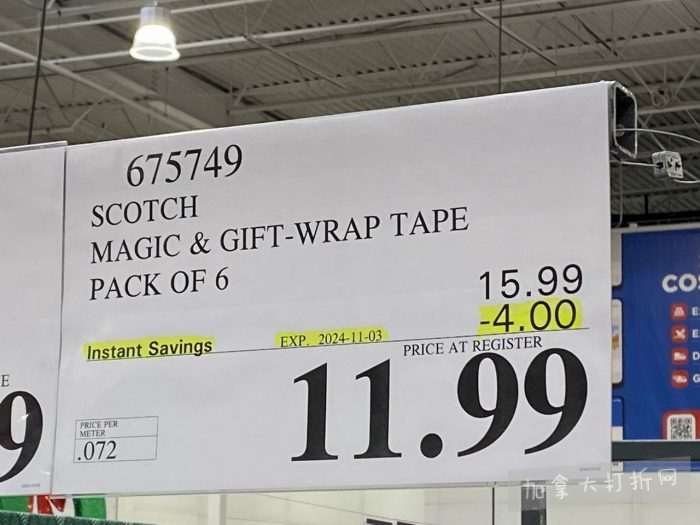 675749
SCOTCH
MAGIC & GIFT-WRAP TAPE
PACK OF 6
15.99
-4.00
Instant Savings
EXP. 2024-11-03
PRICE AT REGISTER
11.99
PRICE PER
METER
.072
E
9
COS
E
E
D
G
加拿大打折网